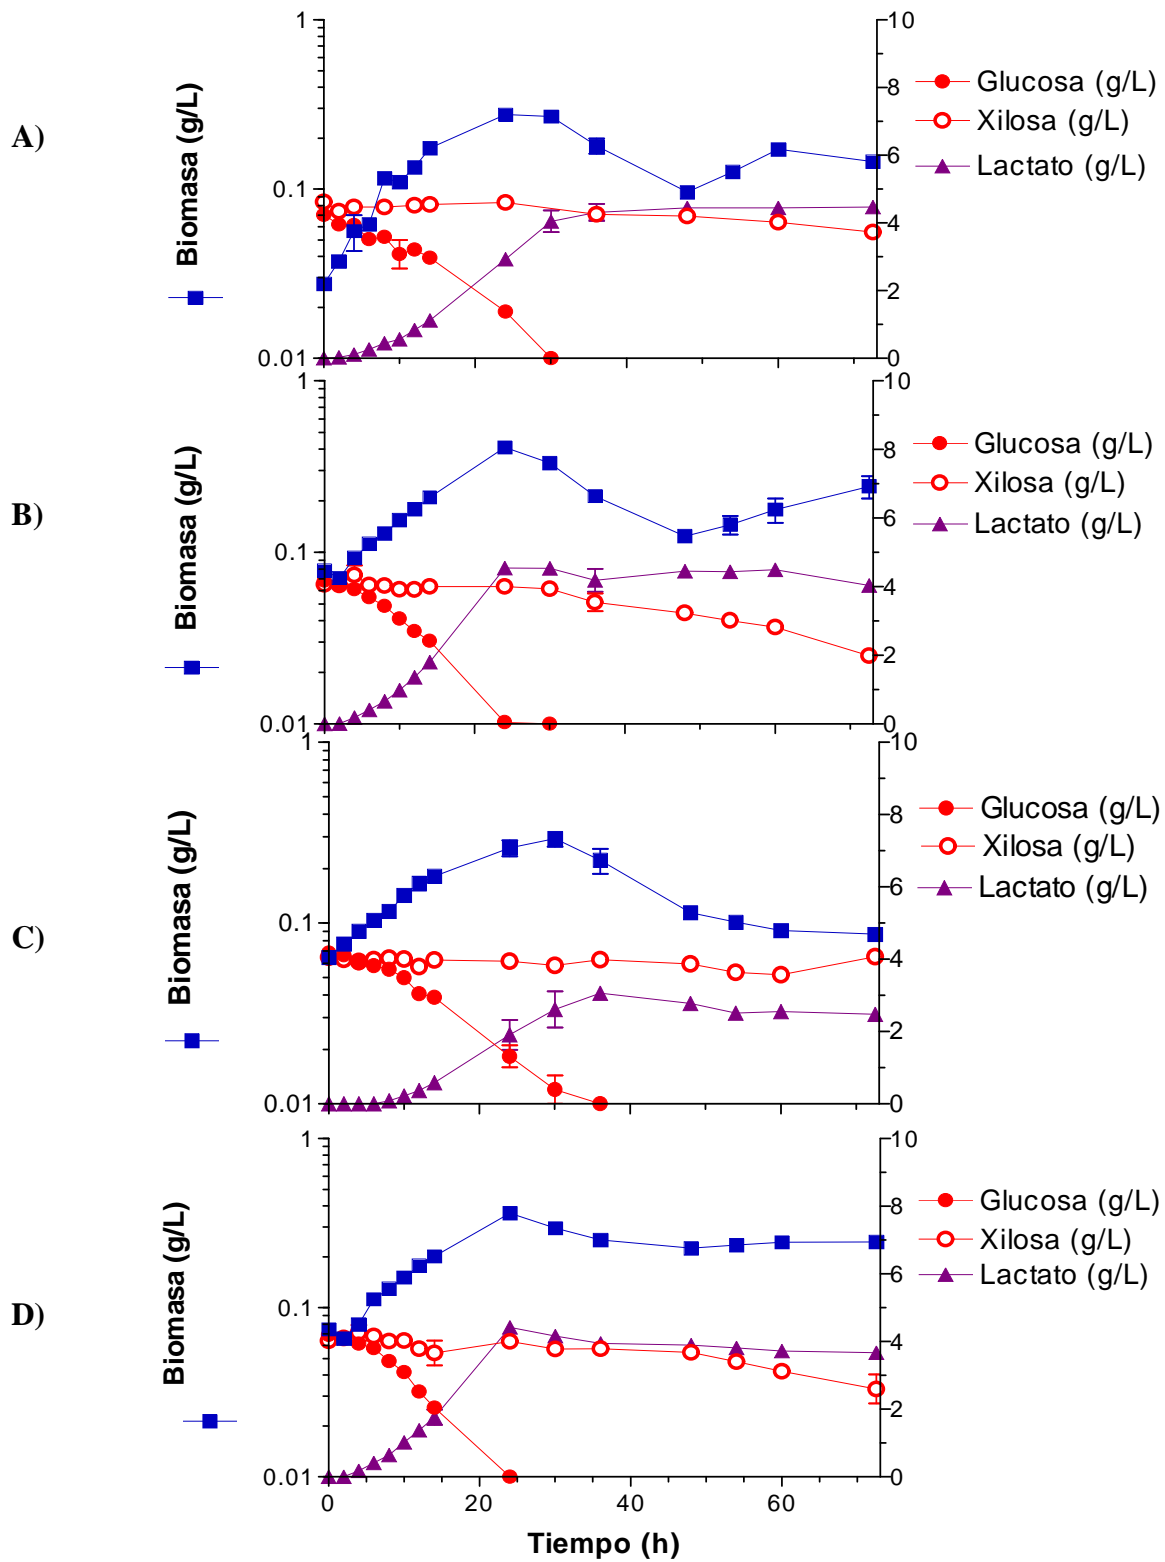 A)
Biomasa (g/L)
1
0.1
0.01
10
8
6
4
2
0
Glucosa (g/L)
Xilosa (g/L)
Lactato (g/L)
B)
Biomasa (g/L)
1
0.1
0.01
10
8
6
4
2
0
Glucosa (g/L)
Xilosa (g/L)
Lactato (g/L)
C)
Biomasa (g/L)
1
0.1
0.01
10
8
6
4
2
0
Glucosa (g/L)
Xilosa (g/L)
Lactato (g/L)
D)
Biomasa (g/L)
1
0.1
0.01
10
8
6
4
2
0
Glucosa (g/L)
Xilosa (g/L)
Lactato (g/L)
0 20 40 60
Tiempo (h)